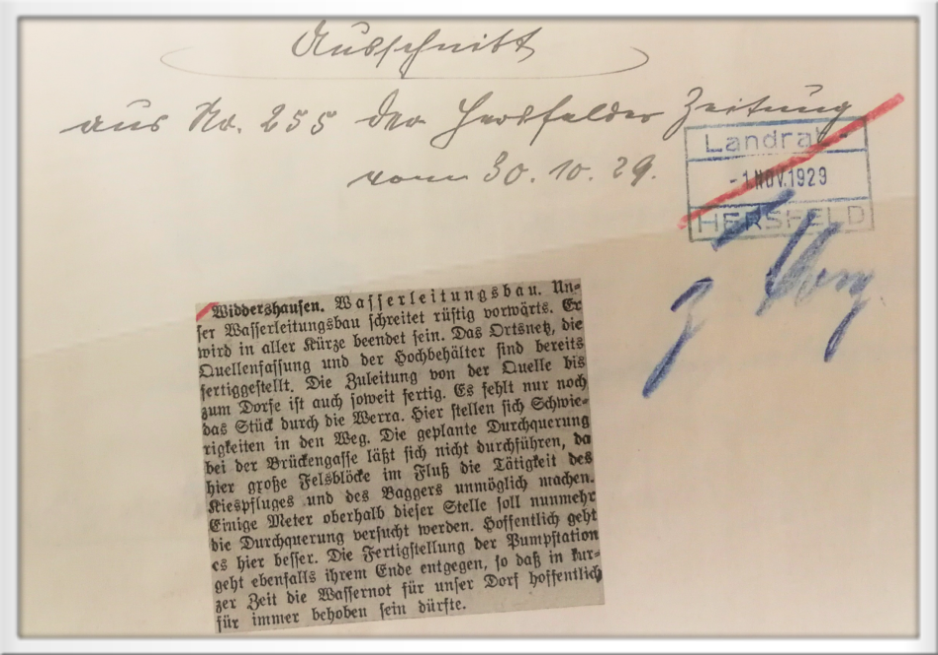 Ausschnitt
aus No. 255 der Hersfelder Zeitung
vom 30.10.29.
Landrat-
-1.NOV.1929
HERSFELD
Widdershausen. Wasserleitungsbau. Un-
ser Wasserleitungsbau schreitet rüstig vorwärts. Er
wird in aller Kürze beendet sein. Das Ortsnetz, die
Quellenfassung und der Hochbehälter sind bereits
fertiggestellt. Die Zuleitung von der Quelle bis
zum Dorfe ist auch soweit fertig. Es fehlt nur noch
das Stück durch die Werra. Hier stellen sich Schwie-
rigkeiten in den Weg. Die geplante Durchquerung
bei der Brückengasse läßt sich nicht durchführen, da
hier große Felsblöcke im Fluß die Tätigkeit des
Kiespfluges und des Baggers unmöglich machen.
Einige Meter oberhalb dieser Stelle soll nunmehr
die Durchquerung versucht werden. Hoffentlich geht
es hier besser. Die Fertigstellung der Pumpstation
geht ebenfalls ihrem Ende entgegen, so daß in kur-
zer Zeit die Wassernot für unser Dorf hoffentlich
für immer behoben sein dürfte.